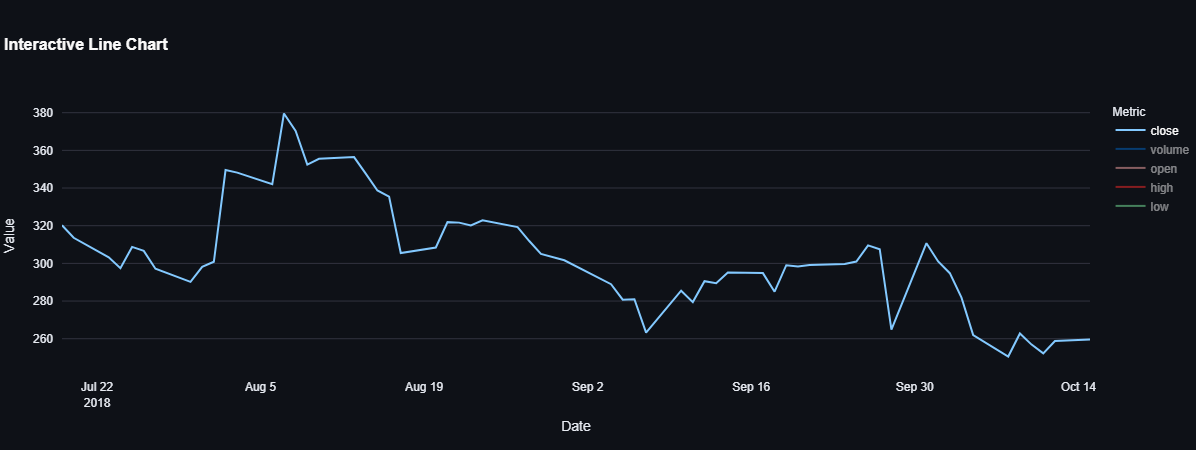 Interactive Line Chart
380
360
340
320
300
280
260
Value
Jul 22
2018
Aug 5
Aug 19
Sep 2
Sep 16
Sep 30
Oct 14
Date
Metric
close
volume
open
high
low